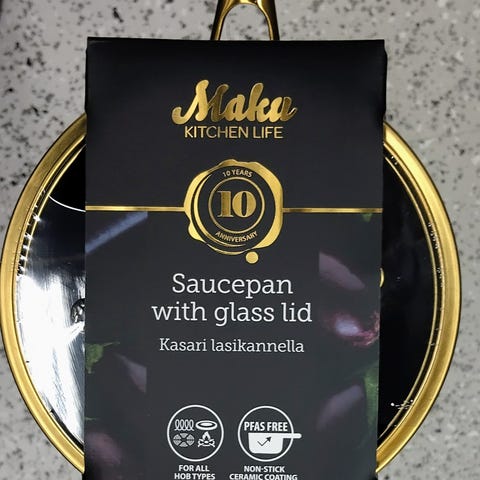 Maku
KITCHEN LIFE
10 YEARS
10
ANNIVERSARY
Saucepan
with glass lid
Kasari lasikannella
PFAS FREE
FOR ALL
HOB TYPES
NON-STICK
CERAMIC COATING